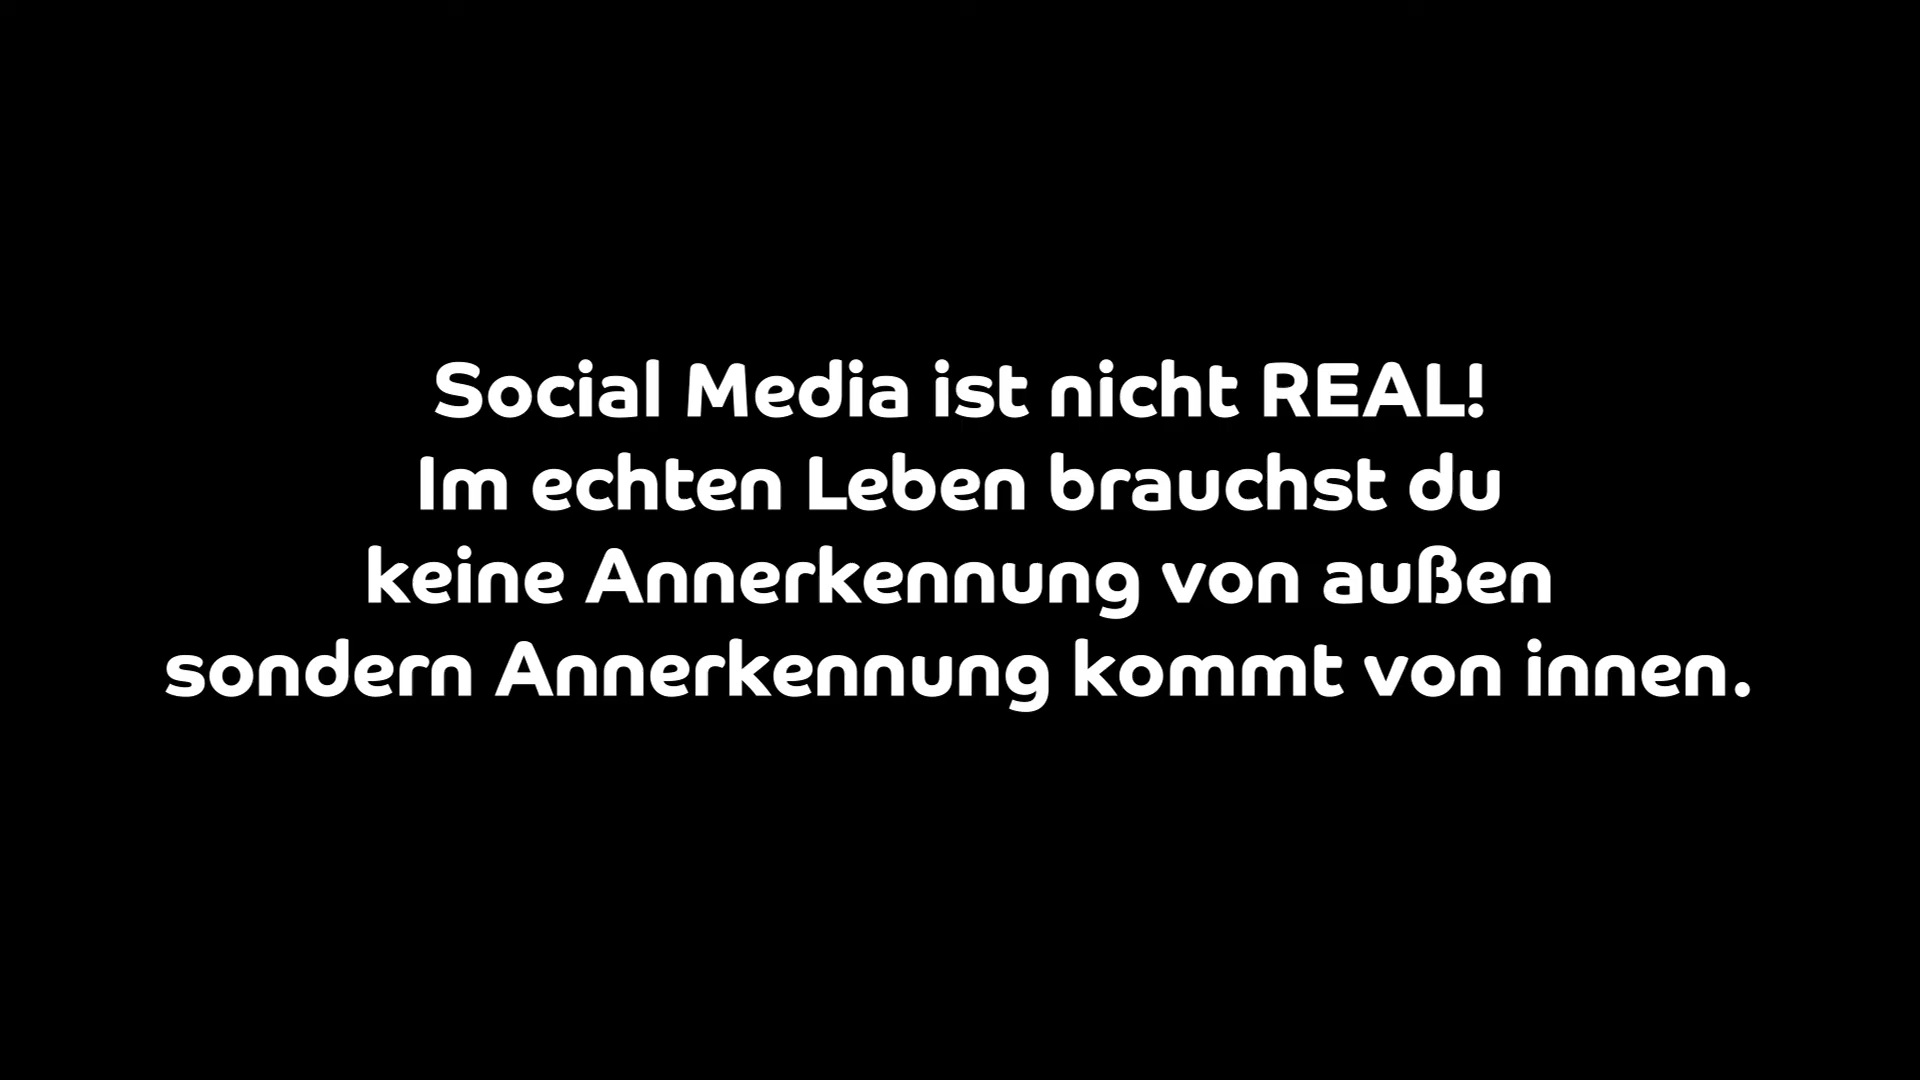 Social Media ist nicht REAL!
Im echten Leben brauchst du
keine Annerkennung von außen
sondern Annerkennung kommt von innen.